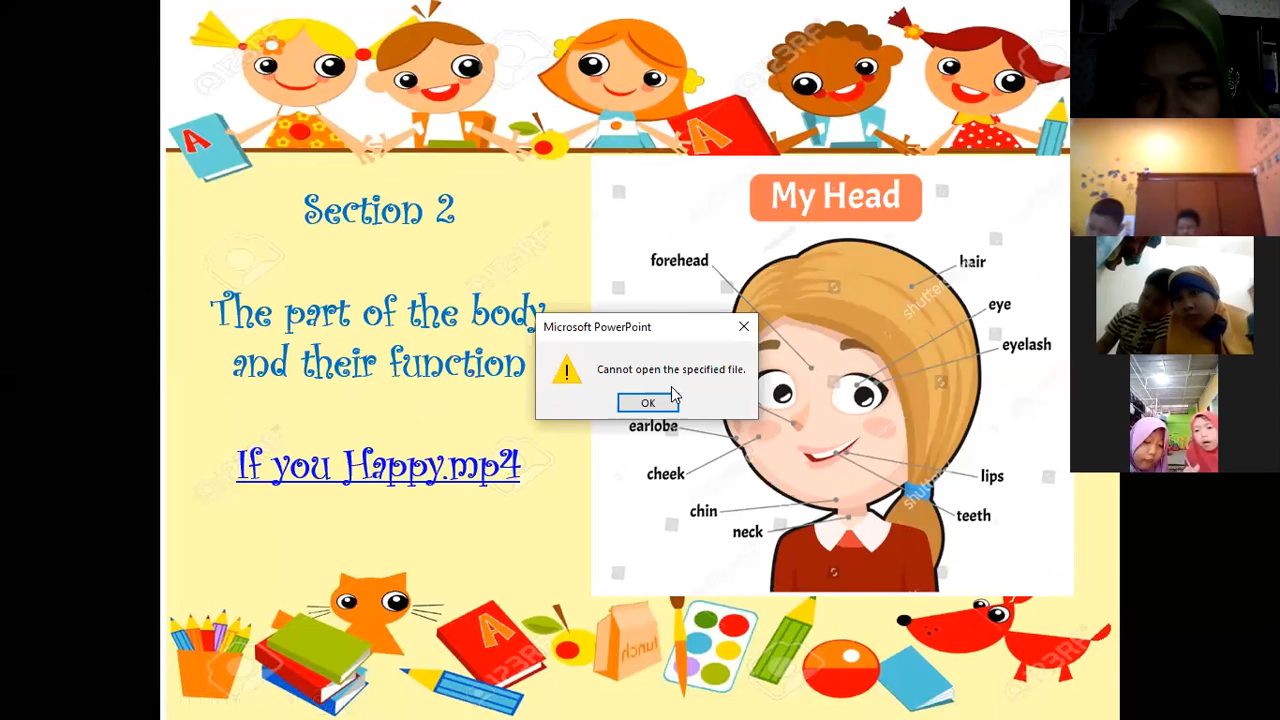 A
A
Section 2
The part of the body
and their function
If you Happy.mp4
My Head
forehead
hair
eye
eyelash
Microsoft PowerPoint
Cannot open the specified file.
OK
earlobe
cheek
lips
chin
teeth
neck
A
lunch